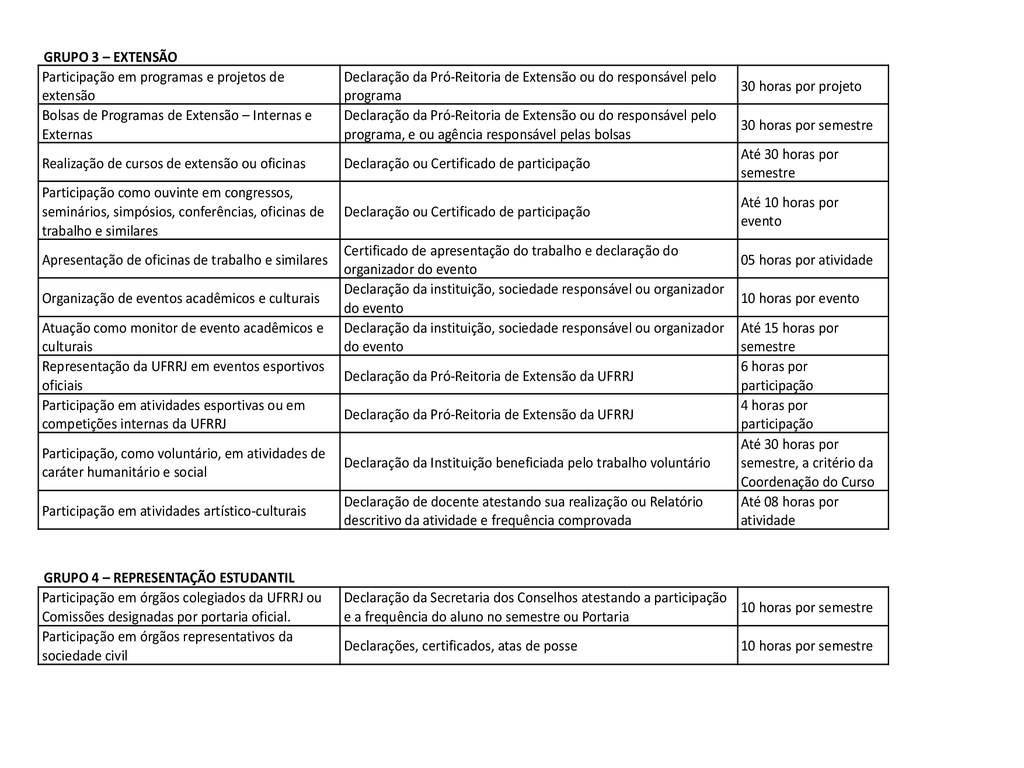 GRUPO 3 – EXTENSÃO
Participação em programas e projetos de
extensão
Declaração da Pró-Reitoria de Extensão ou do responsável pelo
programa
30 horas por projeto
Bolsas de Programas de Extensão – Internas e
Externas
Declaração da Pró-Reitoria de Extensão ou do responsável pelo
programa, e ou agência responsável pelas bolsas
30 horas por semestre
Realização de cursos de extensão ou oficinas
Declaração ou Certificado de participação
Até 30 horas por
semestre
Participação como ouvinte em congressos,
seminários, simpósios, conferências, oficinas de
trabalho e similares
Declaração ou Certificado de participação
Até 10 horas por
evento
Apresentação de oficinas de trabalho e similares
Certificado de apresentação do trabalho e declaração do
organizador do evento
05 horas por atividade
Organização de eventos acadêmicos e culturais
Declaração da instituição, sociedade responsável ou organizador
do evento
10 horas por evento
Atuação como monitor de evento acadêmicos e
culturais
Declaração da instituição, sociedade responsável ou organizador
do evento
Até 15 horas por
semestre
Representação da UFRRJ em eventos esportivos
oficiais
Declaração da Pró-Reitoria de Extensão da UFRRJ
6 horas por
participação
Participação em atividades esportivas ou em
competições internas da UFRRJ
Declaração da Pró-Reitoria de Extensão da UFRRJ
4 horas por
participação
Participação, como voluntário, em atividades de
caráter humanitário e social
Declaração da Instituição beneficiada pelo trabalho voluntário
Até 30 horas por
semestre, a critério da
Coordenação do Curso
Participação em atividades artístico-culturais
Declaração de docente atestando sua realização ou Relatório
descritivo da atividade e frequência comprovada
Até 08 horas por
atividade
GRUPO 4 – REPRESENTAÇÃO ESTUDANTIL
Participação em órgãos colegiados da UFRRJ ou
Comissões designadas por portaria oficial.
Declaração da Secretaria dos Conselhos atestando a participação
e a frequência do aluno no semestre ou Portaria
10 horas por semestre
Participação em órgãos representativos da
sociedade civil
Declarações, certificados, atas de posse
10 horas por semestre